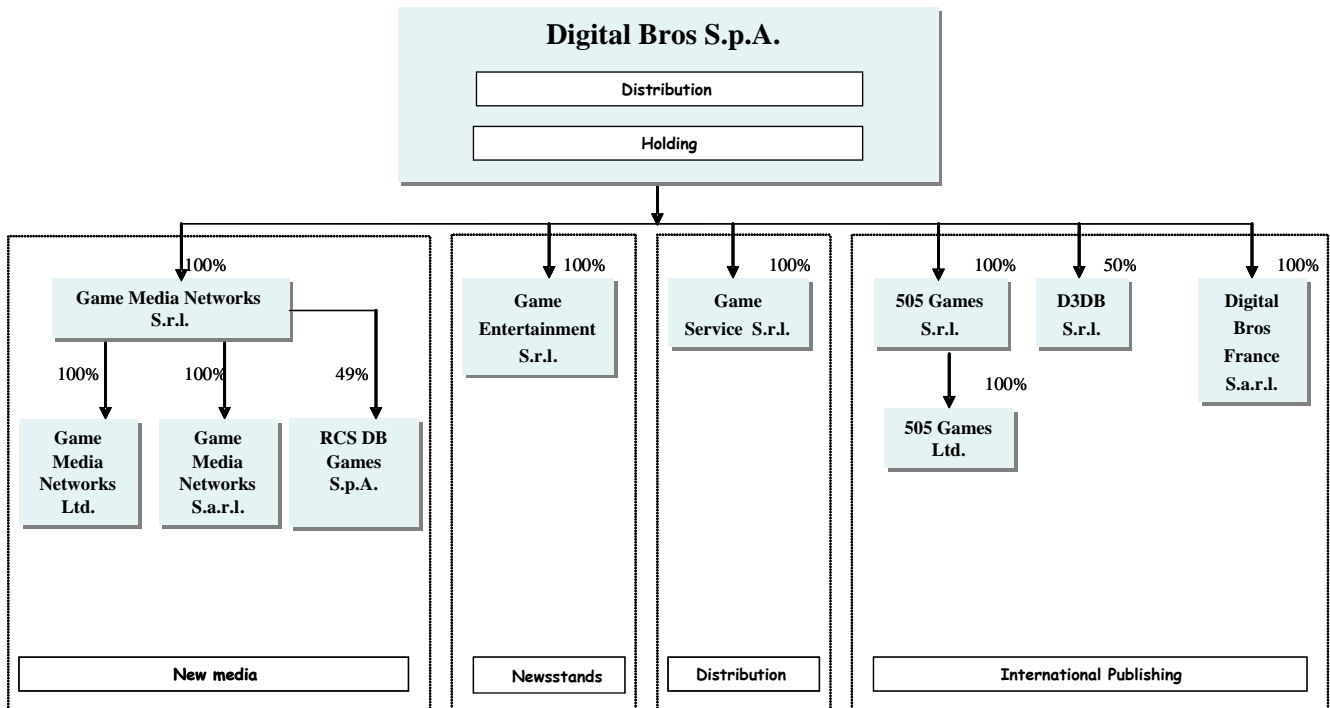 Digital Bros S.p.A.
Distribution
Holding
100%
Game Media Networks
S.r.l.
100%
100%
49%
Game
Media
Networks
Ltd.
Game
Media
Networks
S.a.r.l.
RCS DB
Games
S.p.A.
New media
100%
Game
Entertainment
S.r.l.
Newsstands
100%
Game
Service S.r.l.
Distribution
100%
505 Games
S.r.l.
100%
505 Games
Ltd.
50%
D3DB
S.r.l.
100%
Digital
Bros
France
S.a.r.l.
International Publishing